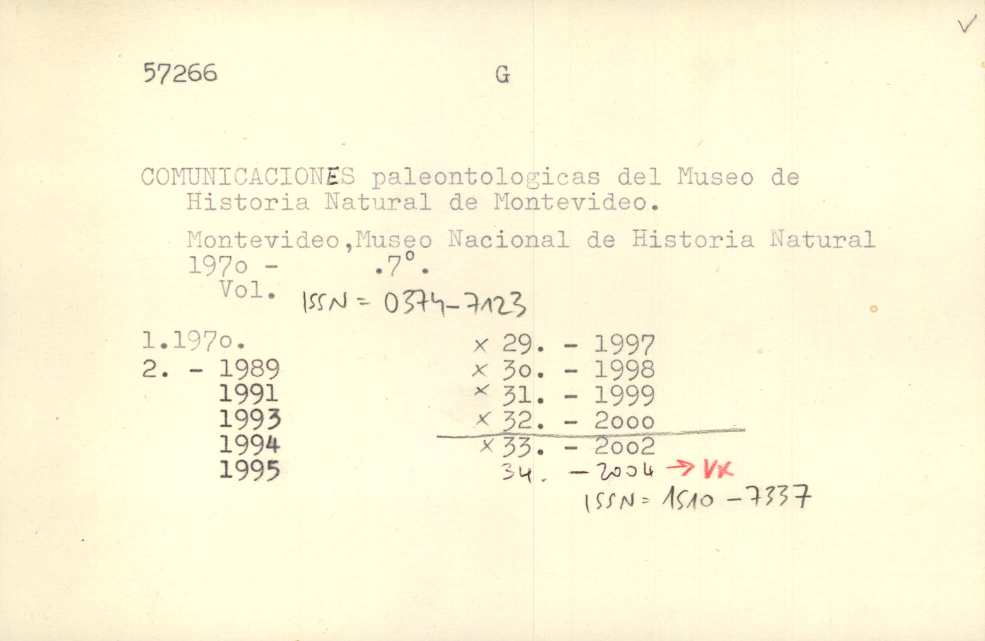 57266 G
COMUNICACIONES paleontologicas del Museo de
Historia Natural de Montevideo.
Montevideo,Museo Nacional de Historia Natural
197o - .7°.
Vol. ISSN = 0374-7123
1.197o.
2. - 1989
1991
1993
1994
1995
x 29. - 1997
x 3o. - 1998
x 31. - 1999
x 32. - 2ooo
x 33. - 2oo2
34. - 2004 → VK
ISSN = 1510-7337